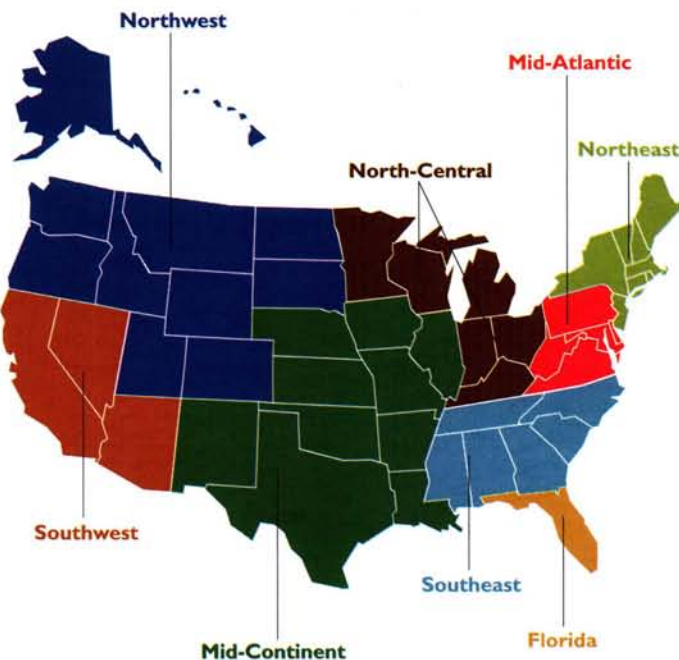 Northwest
Mid-Atlantic
Northeast
North-Central
Southwest
Southeast
Florida
Mid-Continent